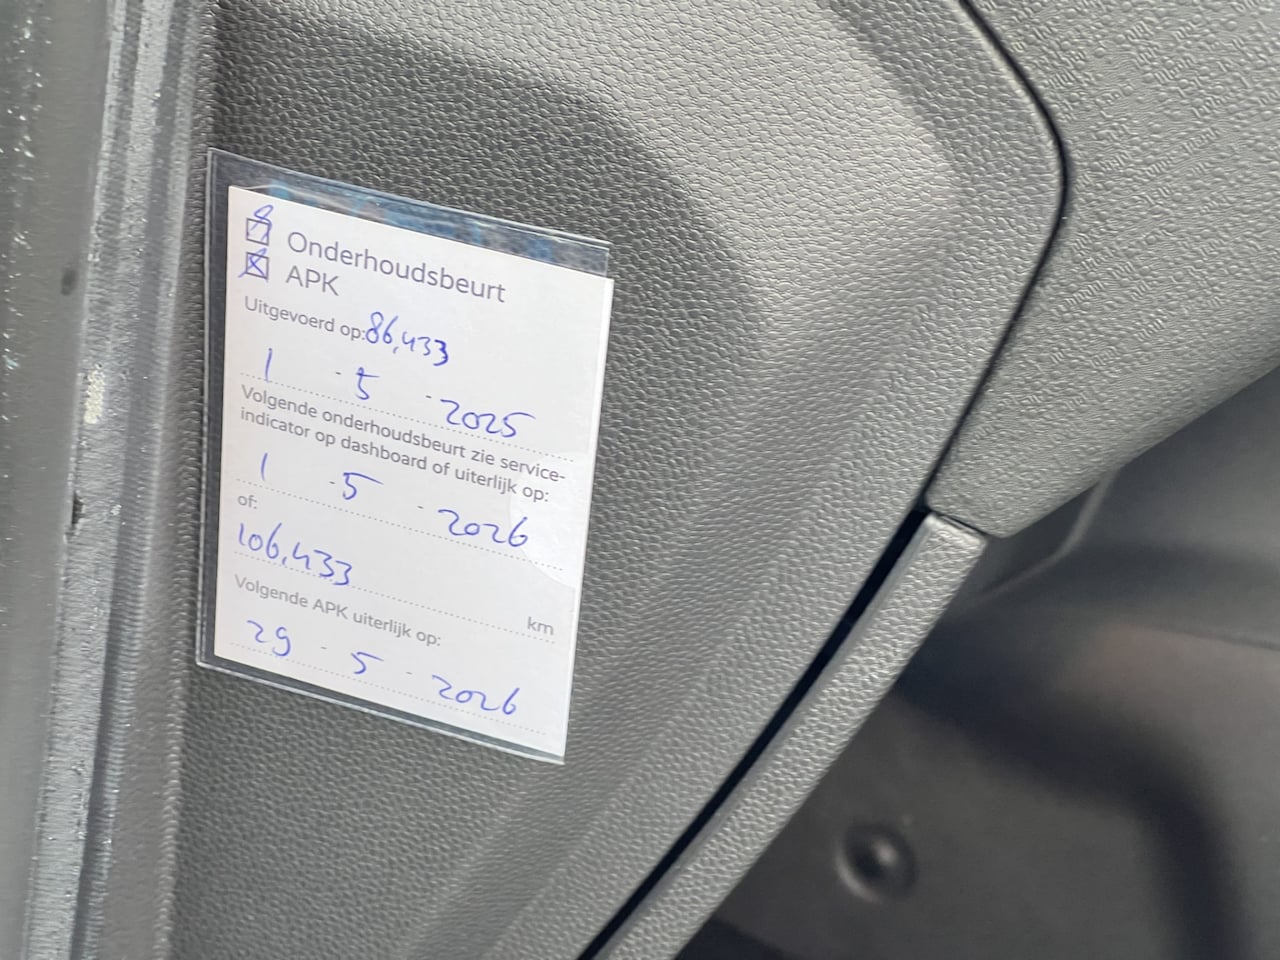 Onderhoudsbeurt
APK
Uitgevoerd op: 86,433
1 - 5 - 2025
Volgende onderhoudsbeurt zie service-
indicator op dashboard of uiterlijk op:
1 - 5 - 2026
of:
106.433 km
Volgende APK uiterlijk op:
29 - 5 - 2026